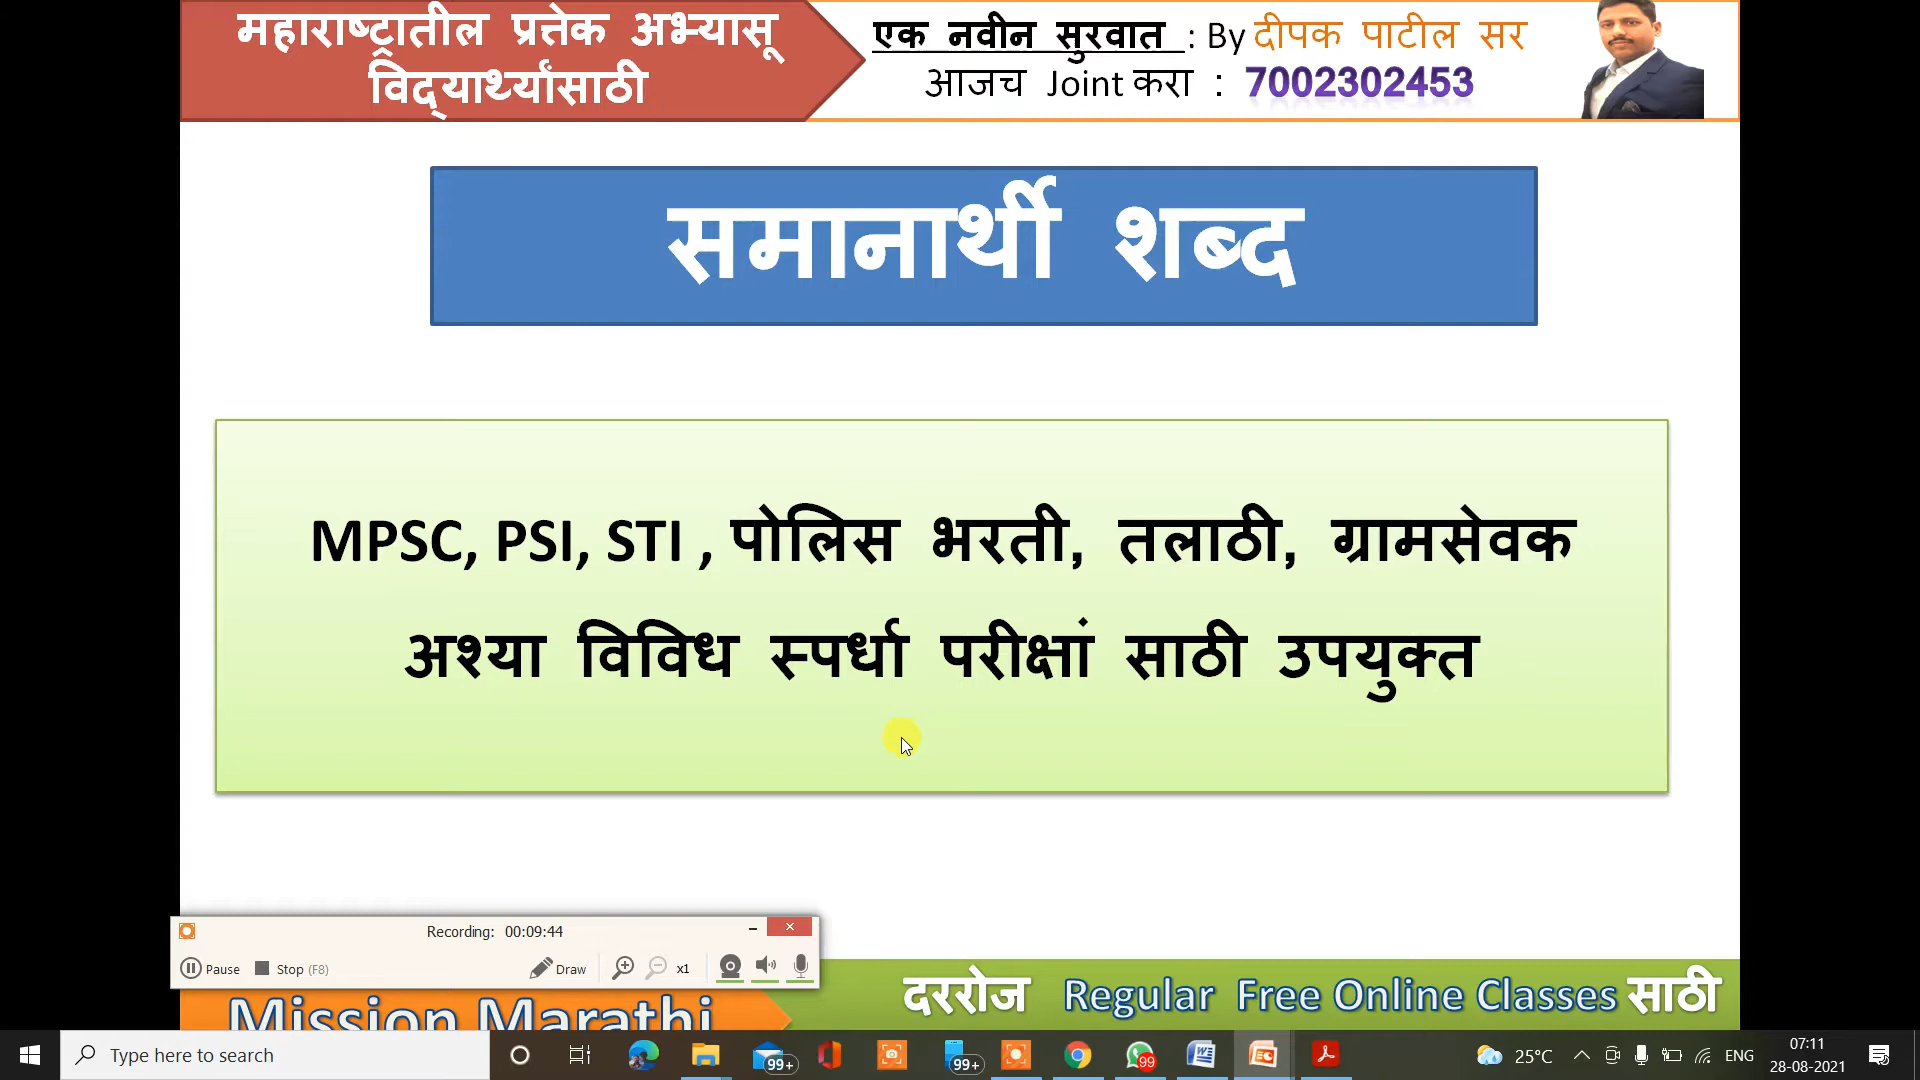 महाराष्ट्रातील प्रत्तेक अभ्यासू
विद्यार्थ्यांसाठी
एक नवीन सुरवात : By दीपक पाटील सर
आजच Joint करा : 7002302453
समानार्थी शब्द
MPSC, PSI, STI , पोलिस भरती, तलाठी, ग्रामसेवक
अश्या विविध स्पर्धा परीक्षां साठी उपयुक्त
Recording: 00:09:44
Pause Stop (F8) Draw x1
Mission Marathi
दररोज Regular Free Online Classes साठी
Type here to search
99+
99+
99
25°C
ENG
07:11
28-08-2021